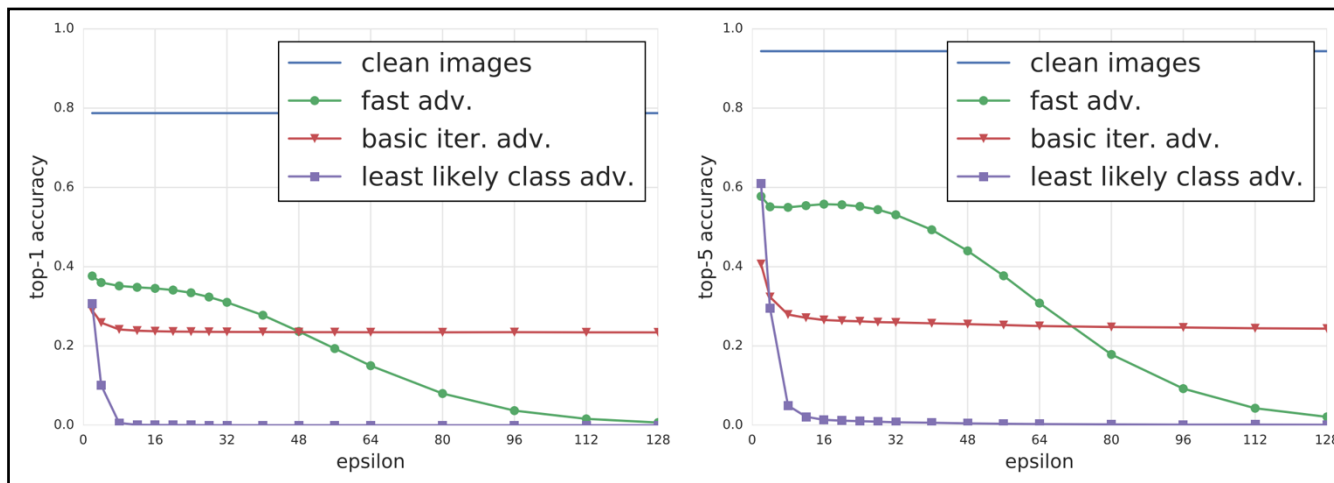 1.0
0.8
0.6
0.4
0.2
0.0
top-1 accuracy
clean images
fast adv.
basic iter. adv.
least likely class adv.
0 16 32 48 64 80 96 112 128
epsilon
1.0
0.8
0.6
0.4
0.2
0.0
top-5 accuracy
clean images
fast adv.
basic iter. adv.
least likely class adv.
0 16 32 48 64 80 96 112 128
epsilon